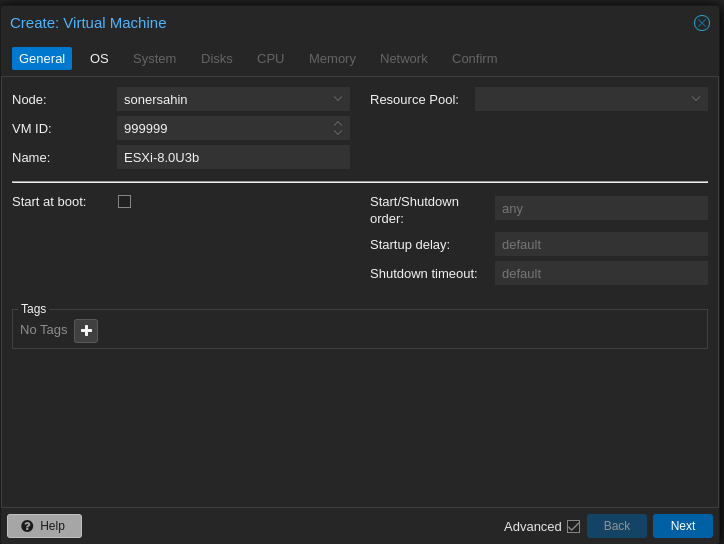 Create: Virtual Machine
General OS System Disks CPU Memory Network Confirm
Node: sonersahin Resource Pool:
VM ID: 999999
Name: ESXi-8.0U3b
Start at boot: Start/Shutdown order: any
Startup delay: default
Shutdown timeout: default
Tags
No Tags
Help Advanced Back Next